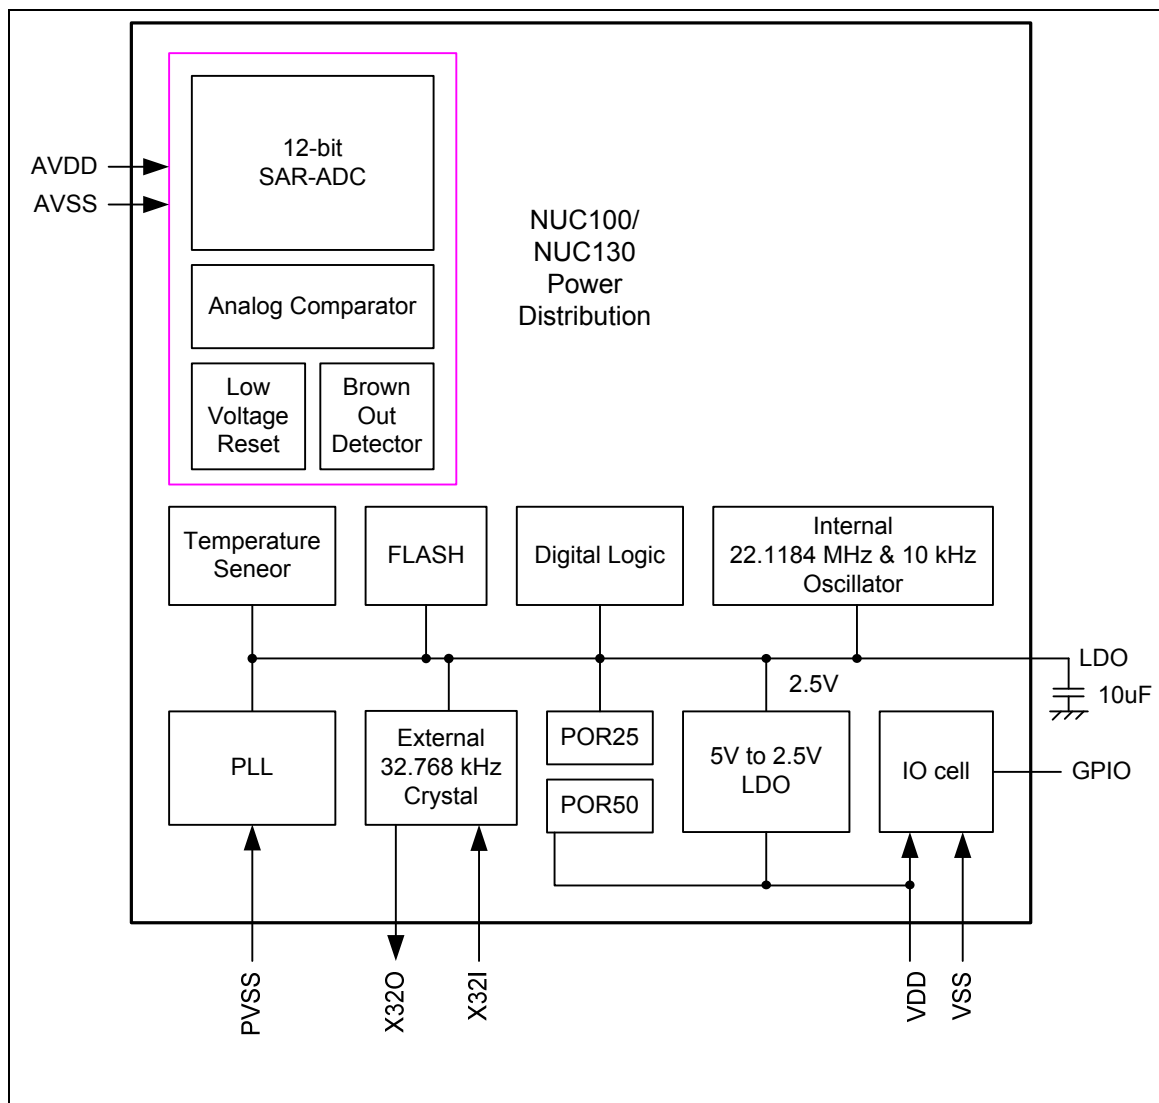 12-bit
SAR-ADC
AVDD
AVSS
NUC100/
NUC130
Power
Distribution
Analog Comparator
Low
Voltage
Reset
Brown
Out
Detector
Temperature
Seneor
FLASH
Digital Logic
Internal
22.1184 MHz & 10 kHz
Oscillator
LDO
2.5V
10uF
PLL
External
32.768 kHz
Crystal
POR25
POR50
5V to 2.5V
LDO
IO cell
GPIO
PVSS
X32O
X32I
VDD
VSS